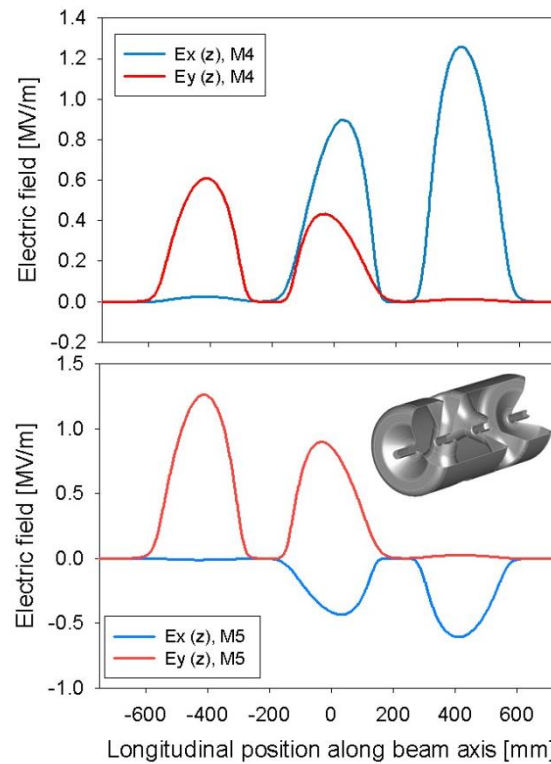 1.4
1.2
1.0
0.8
0.6
0.4
0.2
0.0
-0.2
Electric field [MV/m]
Ex (z), M4
Ey (z), M4
1.5
1.0
0.5
0.0
-0.5
-1.0
Electric field [MV/m]
Ex (z), M5
Ey (z), M5
-600 -400 -200 0 200 400 600
Longitudinal position along beam axis [mm]